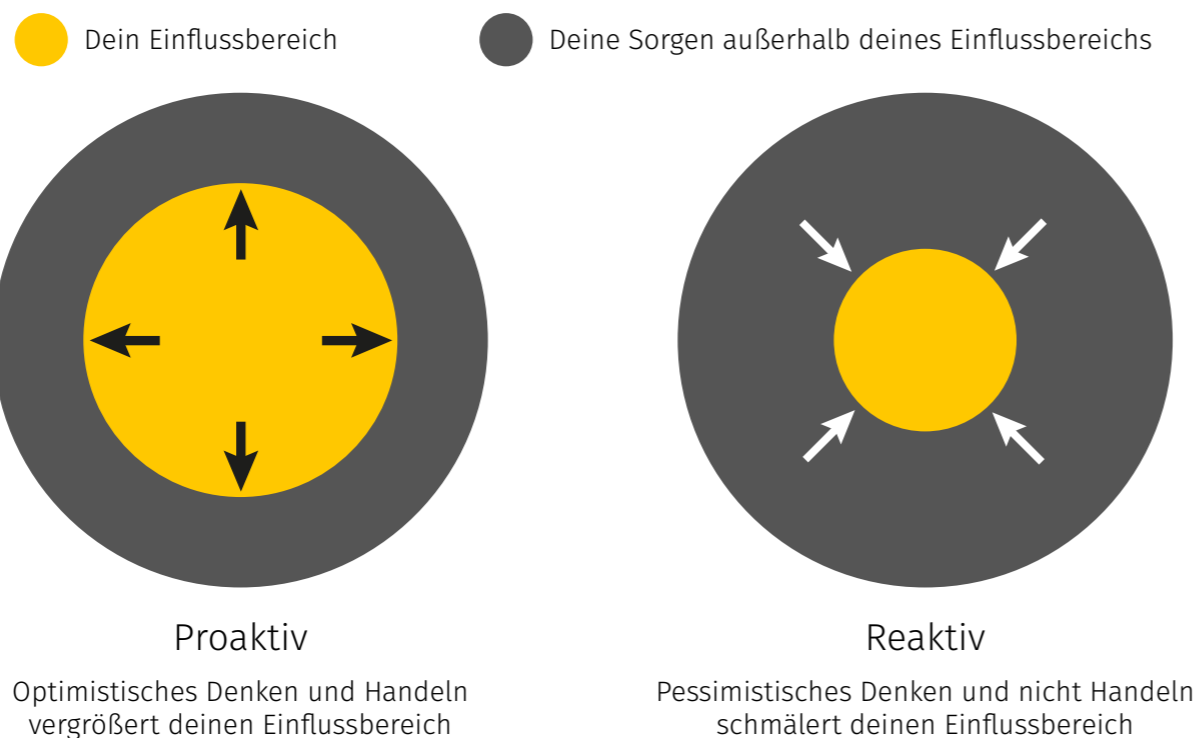 Dein Einflussbereich
Deine Sorgen außerhalb deines Einflussbereichs
Proaktiv
Optimistisches Denken und Handeln
vergrößert deinen Einflussbereich
Reaktiv
Pessimistisches Denken und nicht Handeln
schmälert deinen Einflussbereich